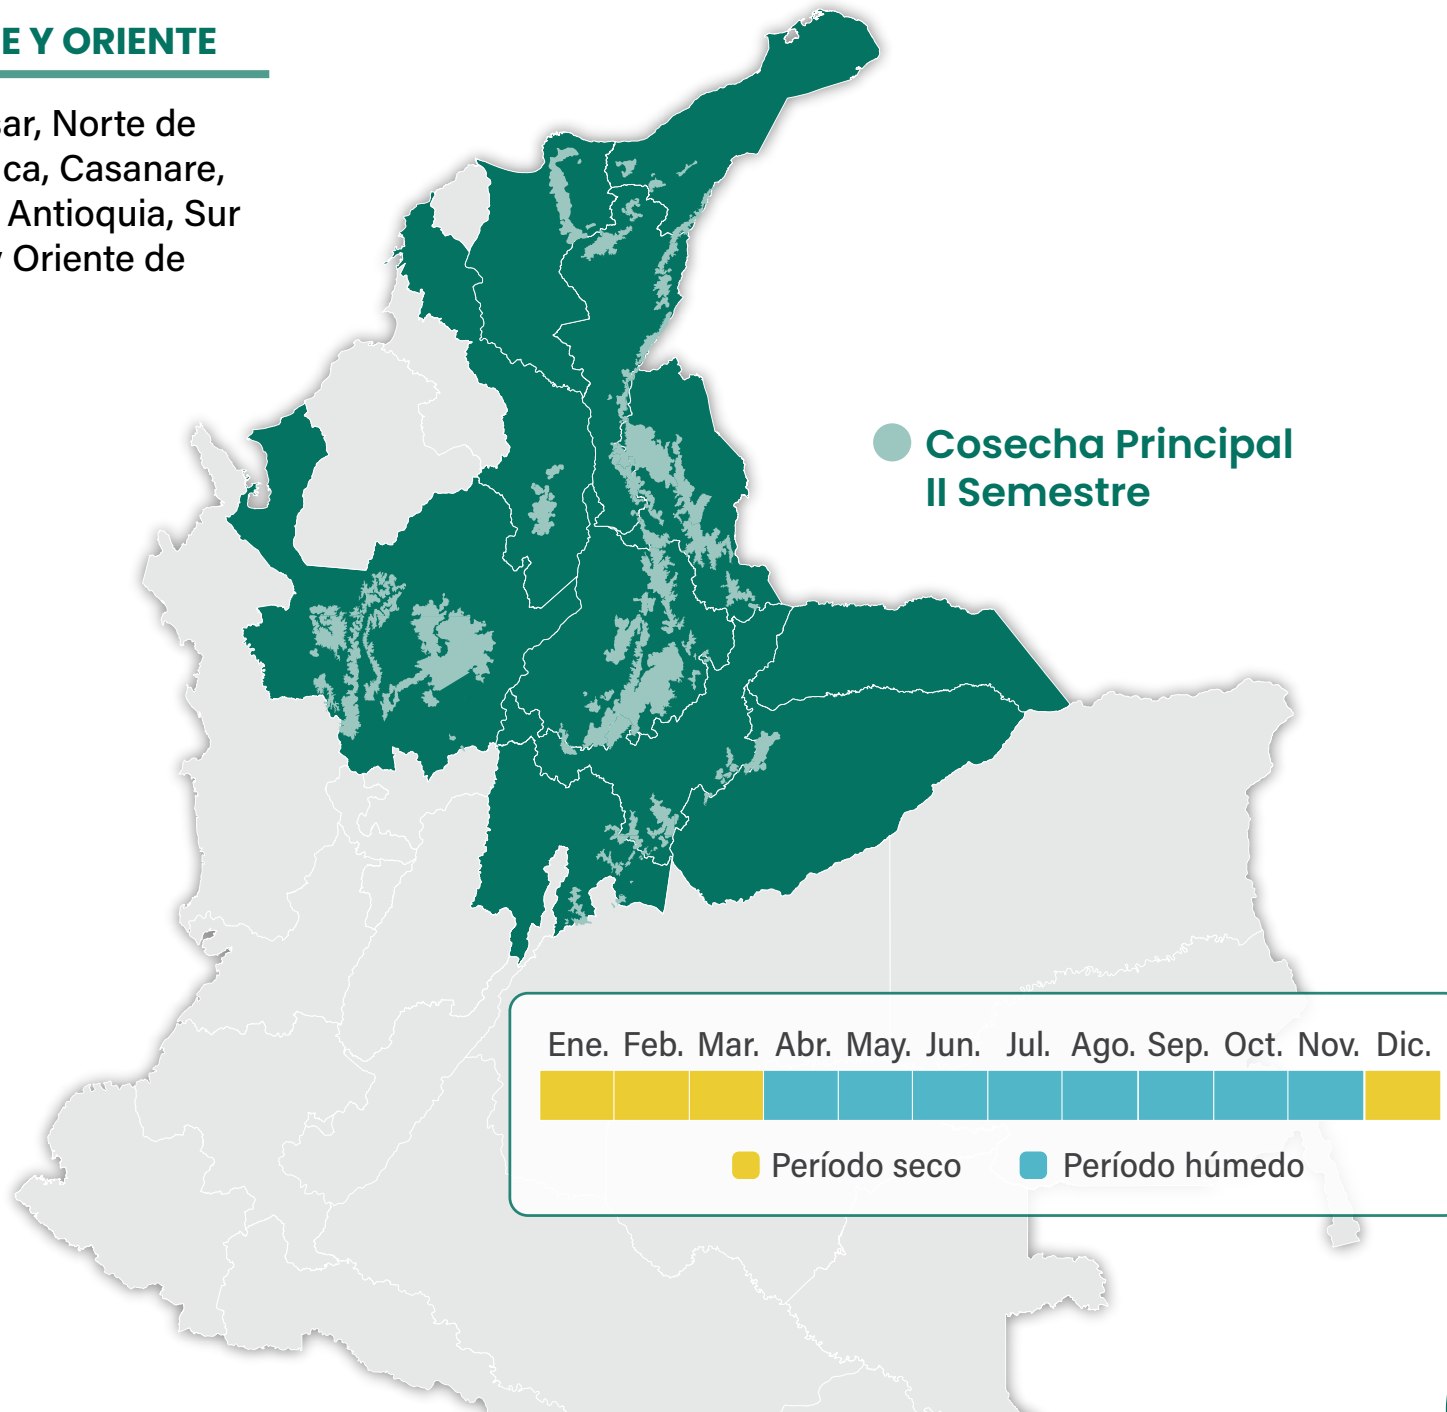 E Y ORIENTE
ar, Norte de
ca, Casanare,
Antioquia, Sur
Oriente de
Cosecha Principal
II Semestre
Ene. Feb. Mar. Abr. May. Jun. Jul. Ago. Sep. Oct. Nov. Dic.
Período seco Período húmedo